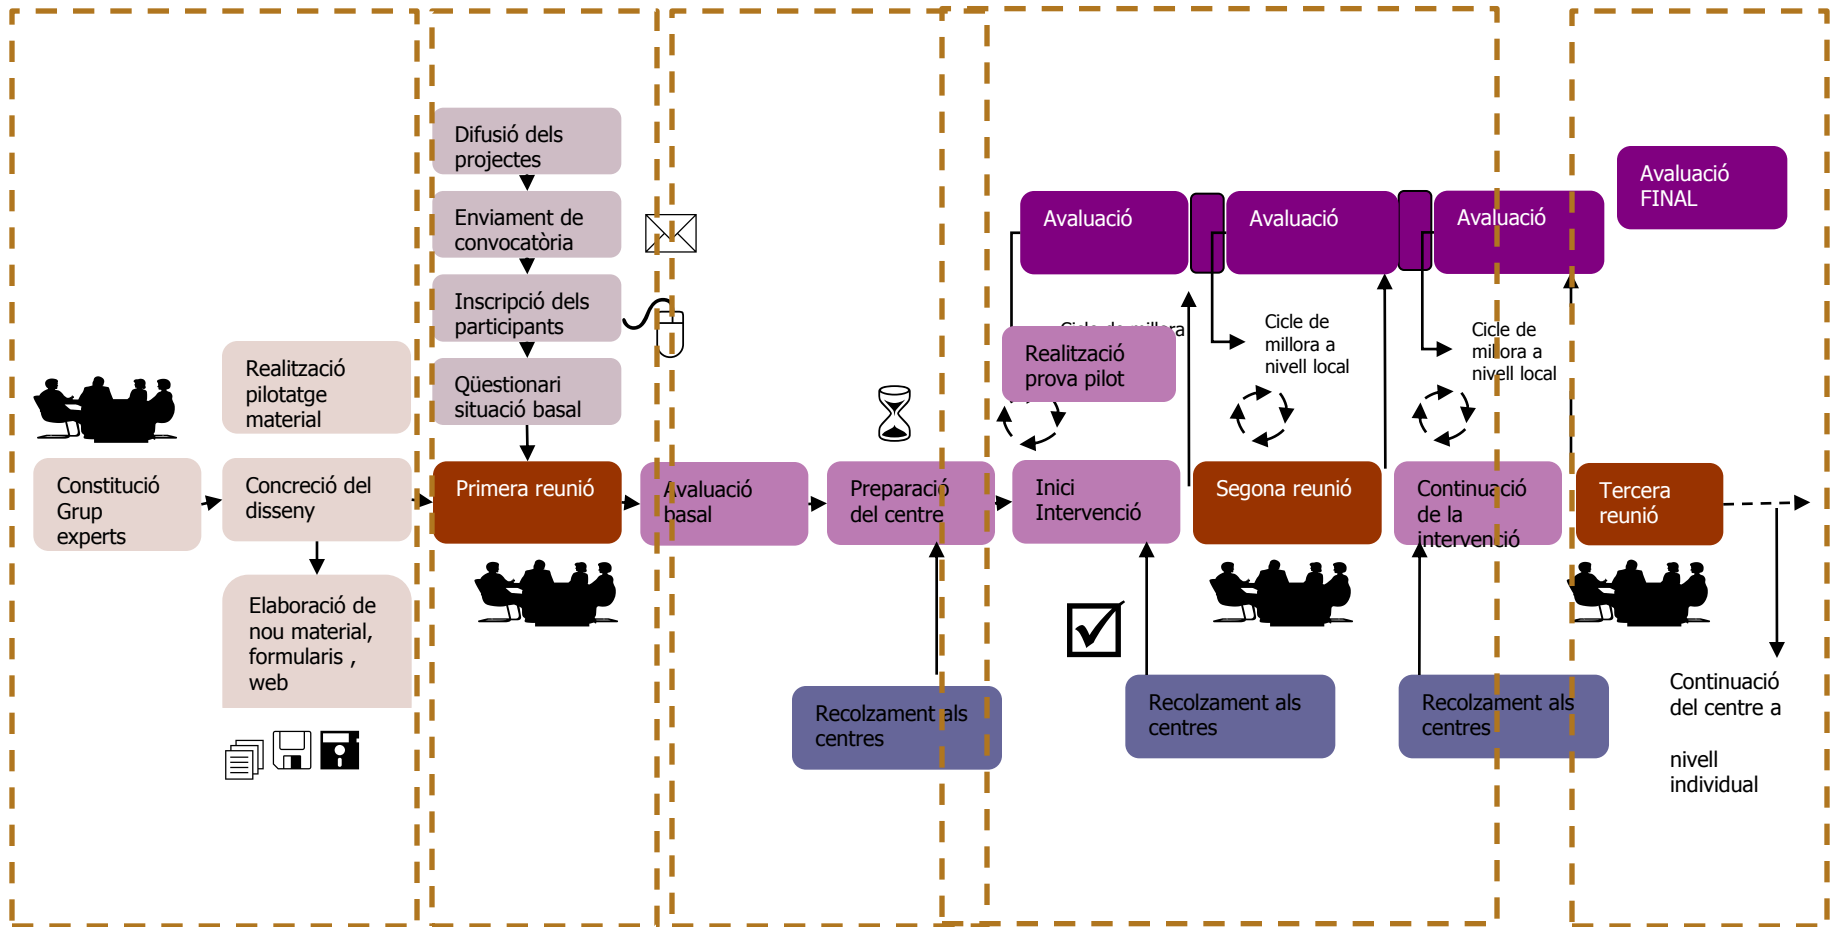 Difusió dels
projectes
Enviament de
convocatòria
Inscripció dels
participants
Qüestionari
situació basal
Realització
pilotatge
material
Constitució
Grup
experts
Concreció del
disseny
Elaboració de
nou material,
formularis ,
web
Primera reunió
Avaluació
basal
Preparació
del centre
Recolzament als
centres
Avaluació
Avaluació
Avaluació
Avaluació
FINAL
Cicle de millora
Realització
prova pilot
Cicle de
millora a
nivell local
Cicle de
millora a
nivell local
Inici
Intervenció
Segona reunió
Continuació
de la
intervenció
Tercera
reunió
Recolzament als
centres
Recolzament als
centres
Continuació
del centre a
nivell
individual